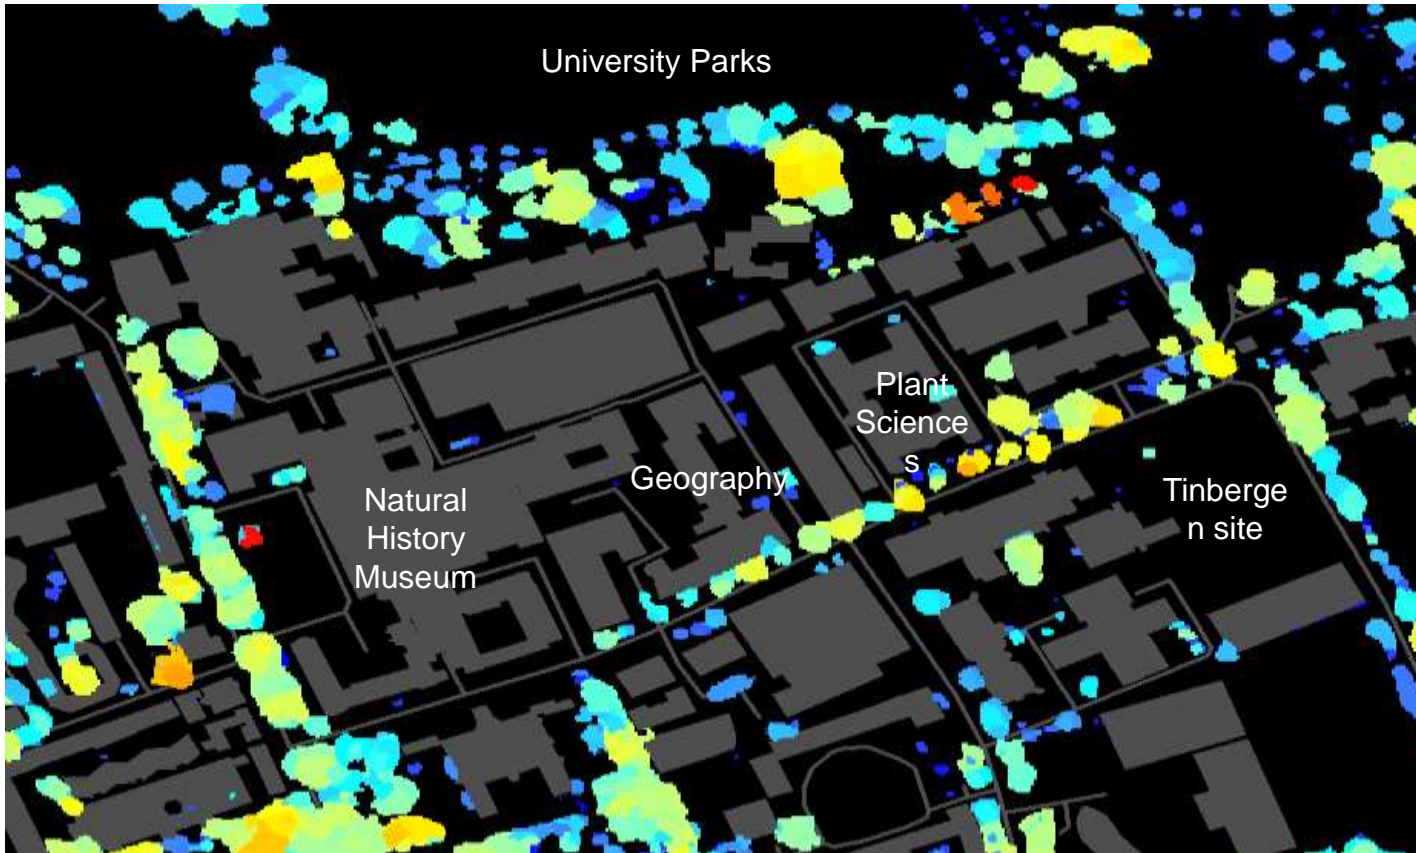 University Parks
Plant
Science
s
Geography
Natural
History
Museum
Tinberge
n site